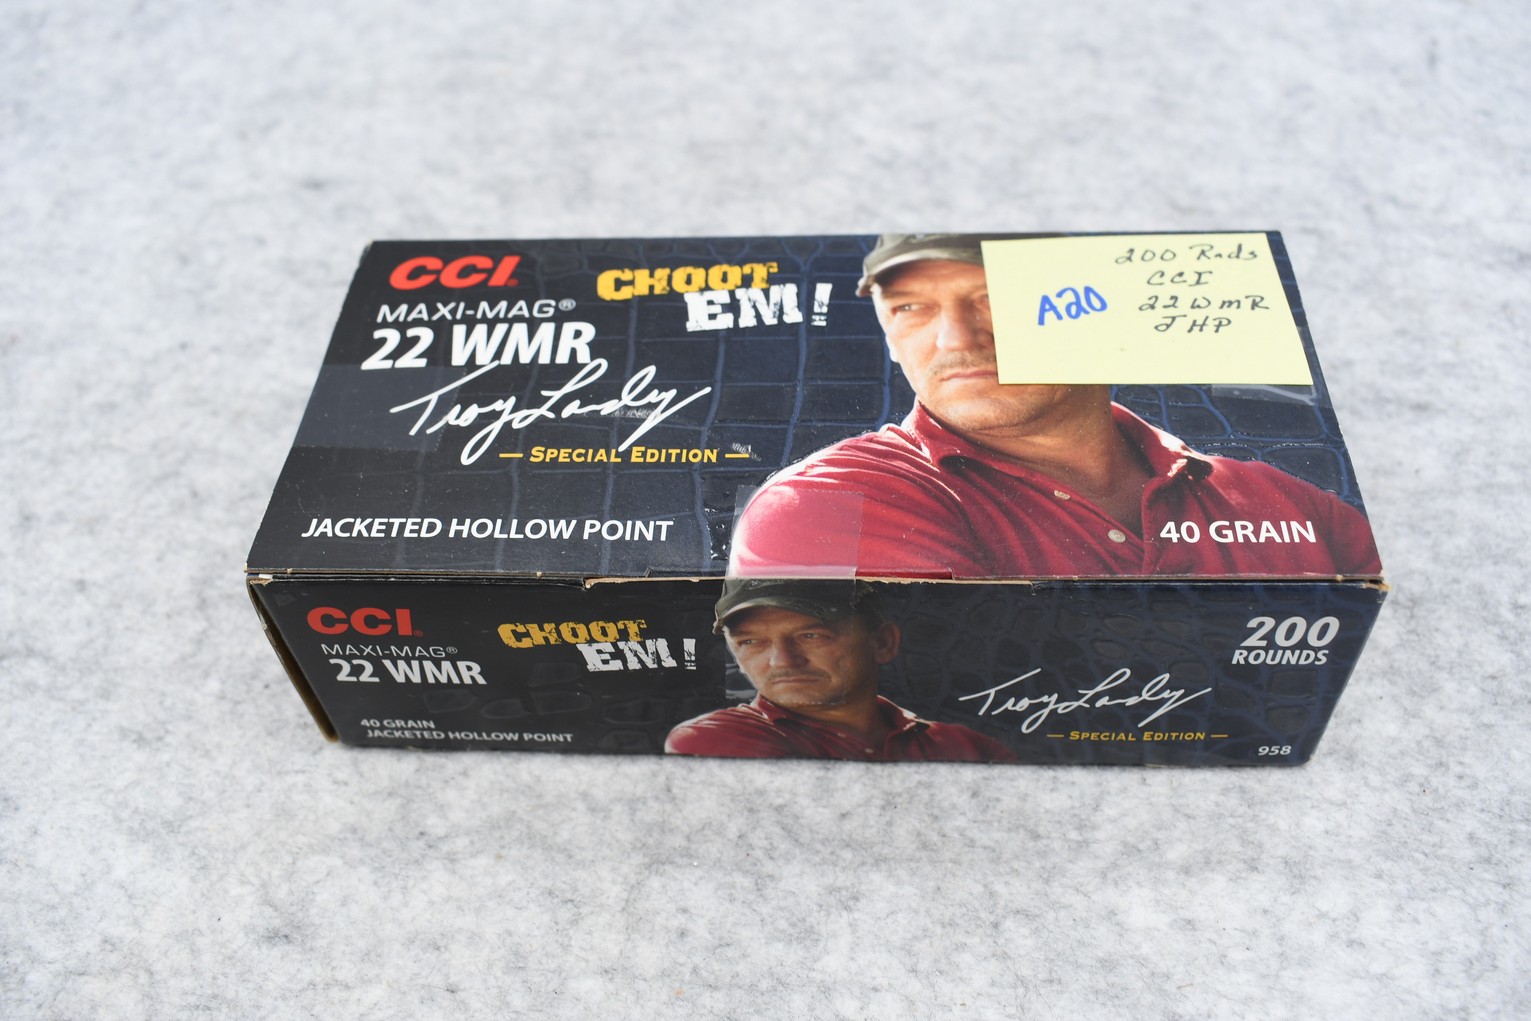 CCI.
MAXI-MAG®
22 WMR
CHOOT
EM!
Troy Landry
— SPECIAL EDITION —
JACKETED HOLLOW POINT
40 GRAIN
A20
200 Rnds
CCI
22 WMR
JHP
CCI.
MAXI-MAG®
22 WMR
40 GRAIN
JACKETED HOLLOW POINT
CHOOT
EM!
Troy Landry
— SPECIAL EDITION —
200
ROUNDS
958